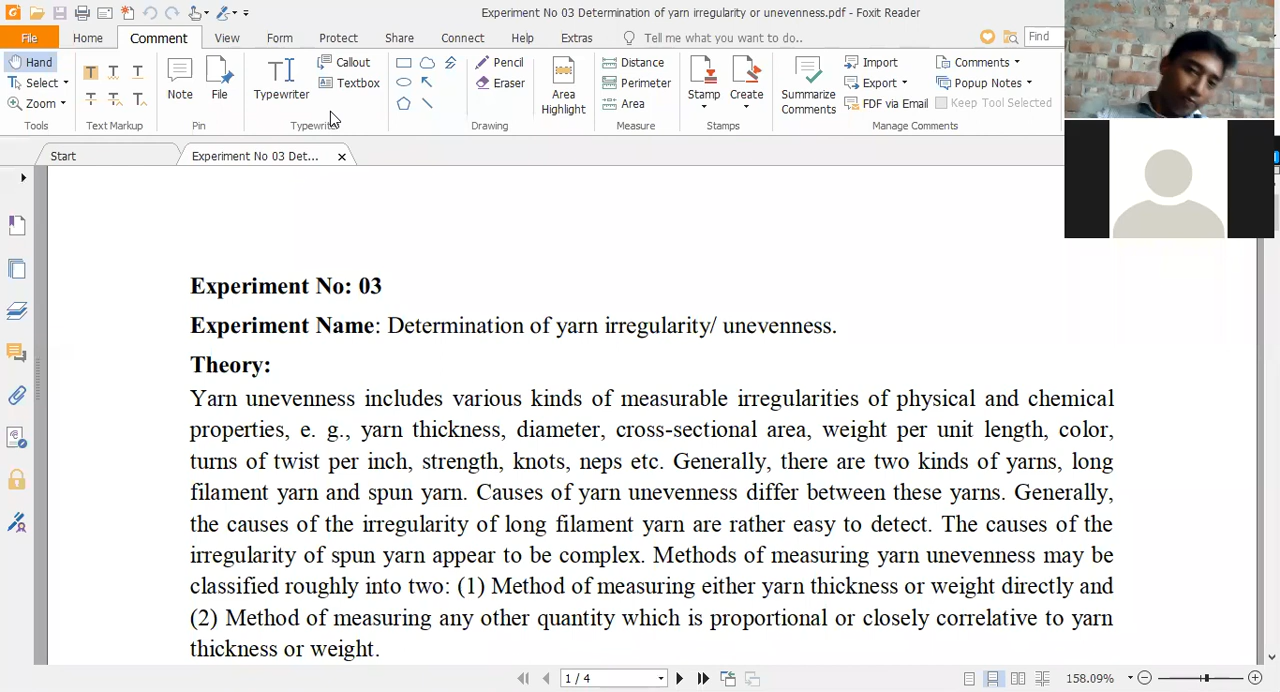 Experiment No 03 Determination of yarn irregularity or unevenness.pdf - Foxit Reader
File Home Comment View Form Protect Share Connect Help Extras Tell me what you want to do.. Find
Hand
Select
Zoom
Tools
Text Markup
Note
File
Pin
Typewriter
Callout
Textbox
Typewriter
Pencil
Eraser
Drawing
Area
Highlight
Distance
Perimeter
Area
Measure
Stamp
Create
Stamps
Summarize
Comments
Import
Export
FDF via Email
Comments
Popup Notes
Keep Tool Selected
Manage Comments
Start
Experiment No 03 Det...
Experiment No: 03
Experiment Name: Determination of yarn irregularity/ unevenness.
Theory:
Yarn unevenness includes various kinds of measurable irregularities of physical and chemical
properties, e. g., yarn thickness, diameter, cross-sectional area, weight per unit length, color,
turns of twist per inch, strength, knots, neps etc. Generally, there are two kinds of yarns, long
filament yarn and spun yarn. Causes of yarn unevenness differ between these yarns. Generally,
the causes of the irregularity of long filament yarn are rather easy to detect. The causes of the
irregularity of spun yarn appear to be complex. Methods of measuring yarn unevenness may be
classified roughly into two: (1) Method of measuring either yarn thickness or weight directly and
(2) Method of measuring any other quantity which is proportional or closely correlative to yarn
thickness or weight.
1 / 4
158.09%